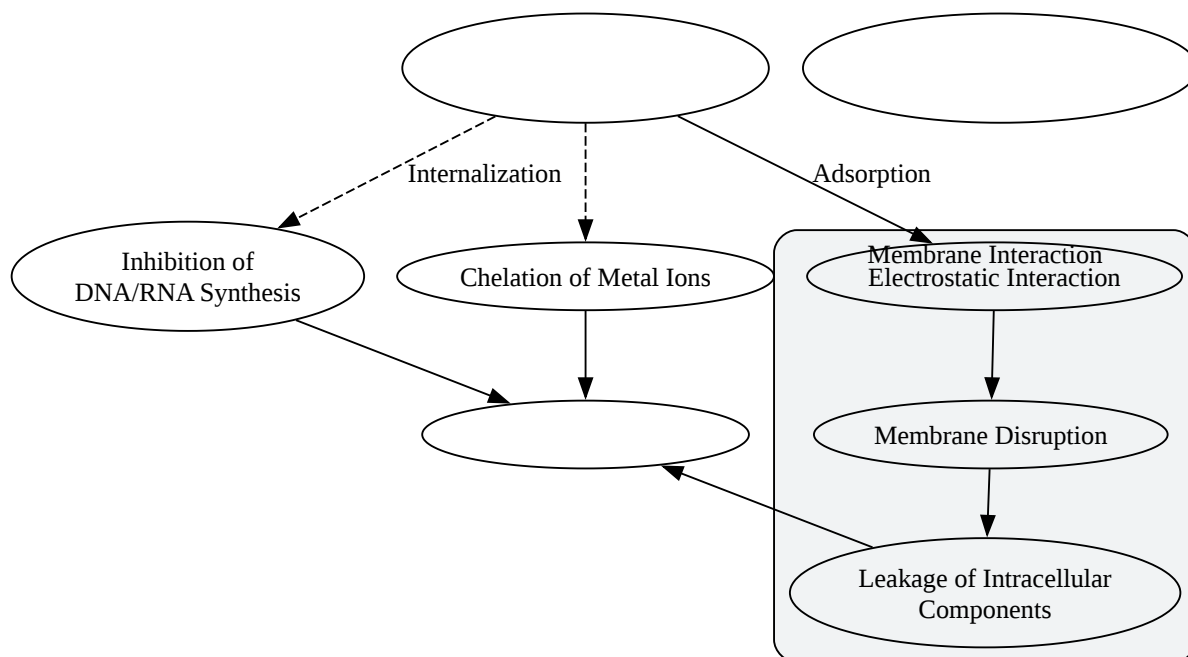 Internalization
Adsorption
Inhibition of
DNA/RNA Synthesis
Chelation of Metal Ions
Membrane Interaction
Electrostatic Interaction
Membrane Disruption
Leakage of Intracellular
Components